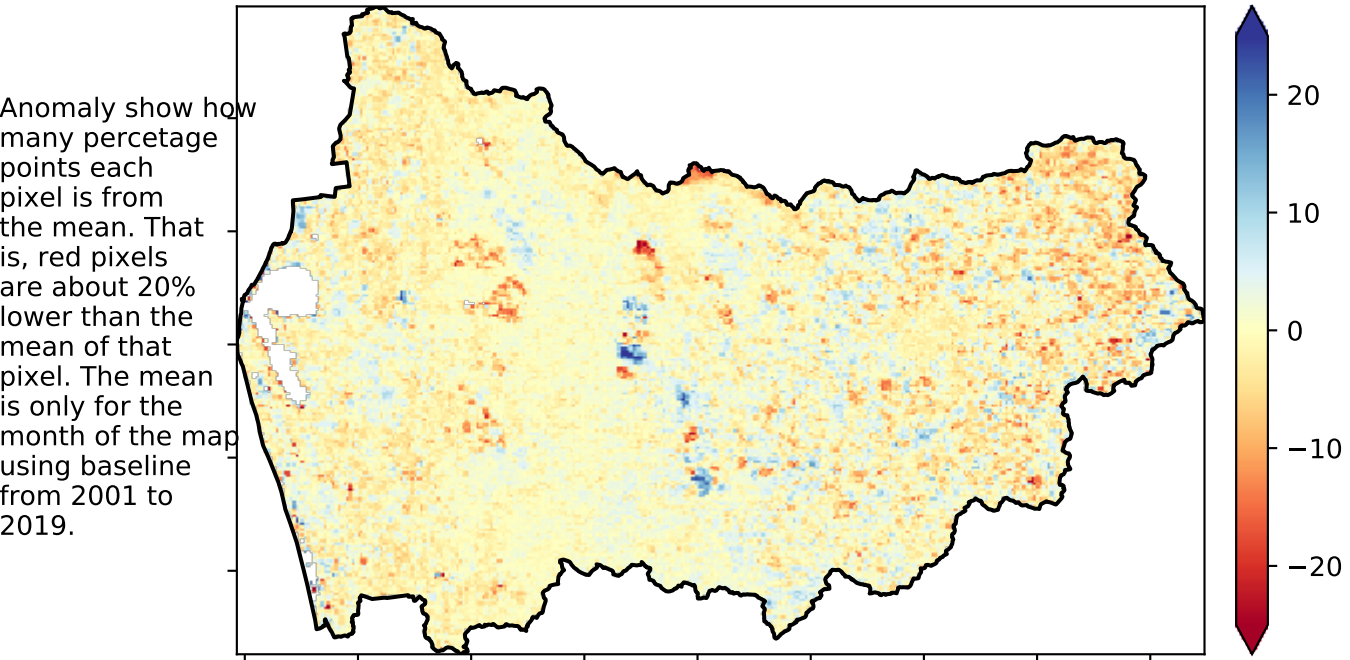 Anomaly show how
many percetage
points each
pixel is from
the mean. That
is, red pixels
are about 20%
lower than the
mean of that
pixel. The mean
is only for the
month of the map
using baseline
from 2001 to
2019.
20
10
0
−10
−20